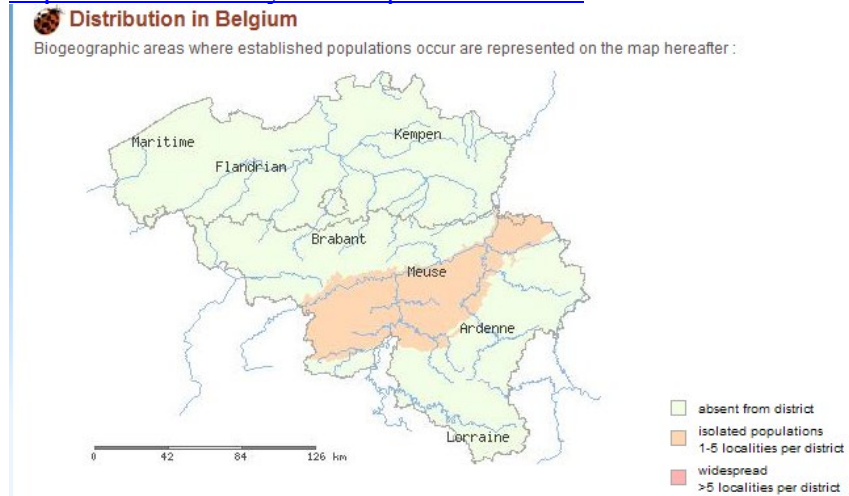 Distribution in Belgium
Biogeographic areas where established populations occur are represented on the map hereafter :
Maritime
Kempen
Flandrian
Brabant
Meuse
Ardenne
Lorraine
absent from district
isolated populations
1-5 localities per district
widespread
>5 localities per district
0 42 84 126 km